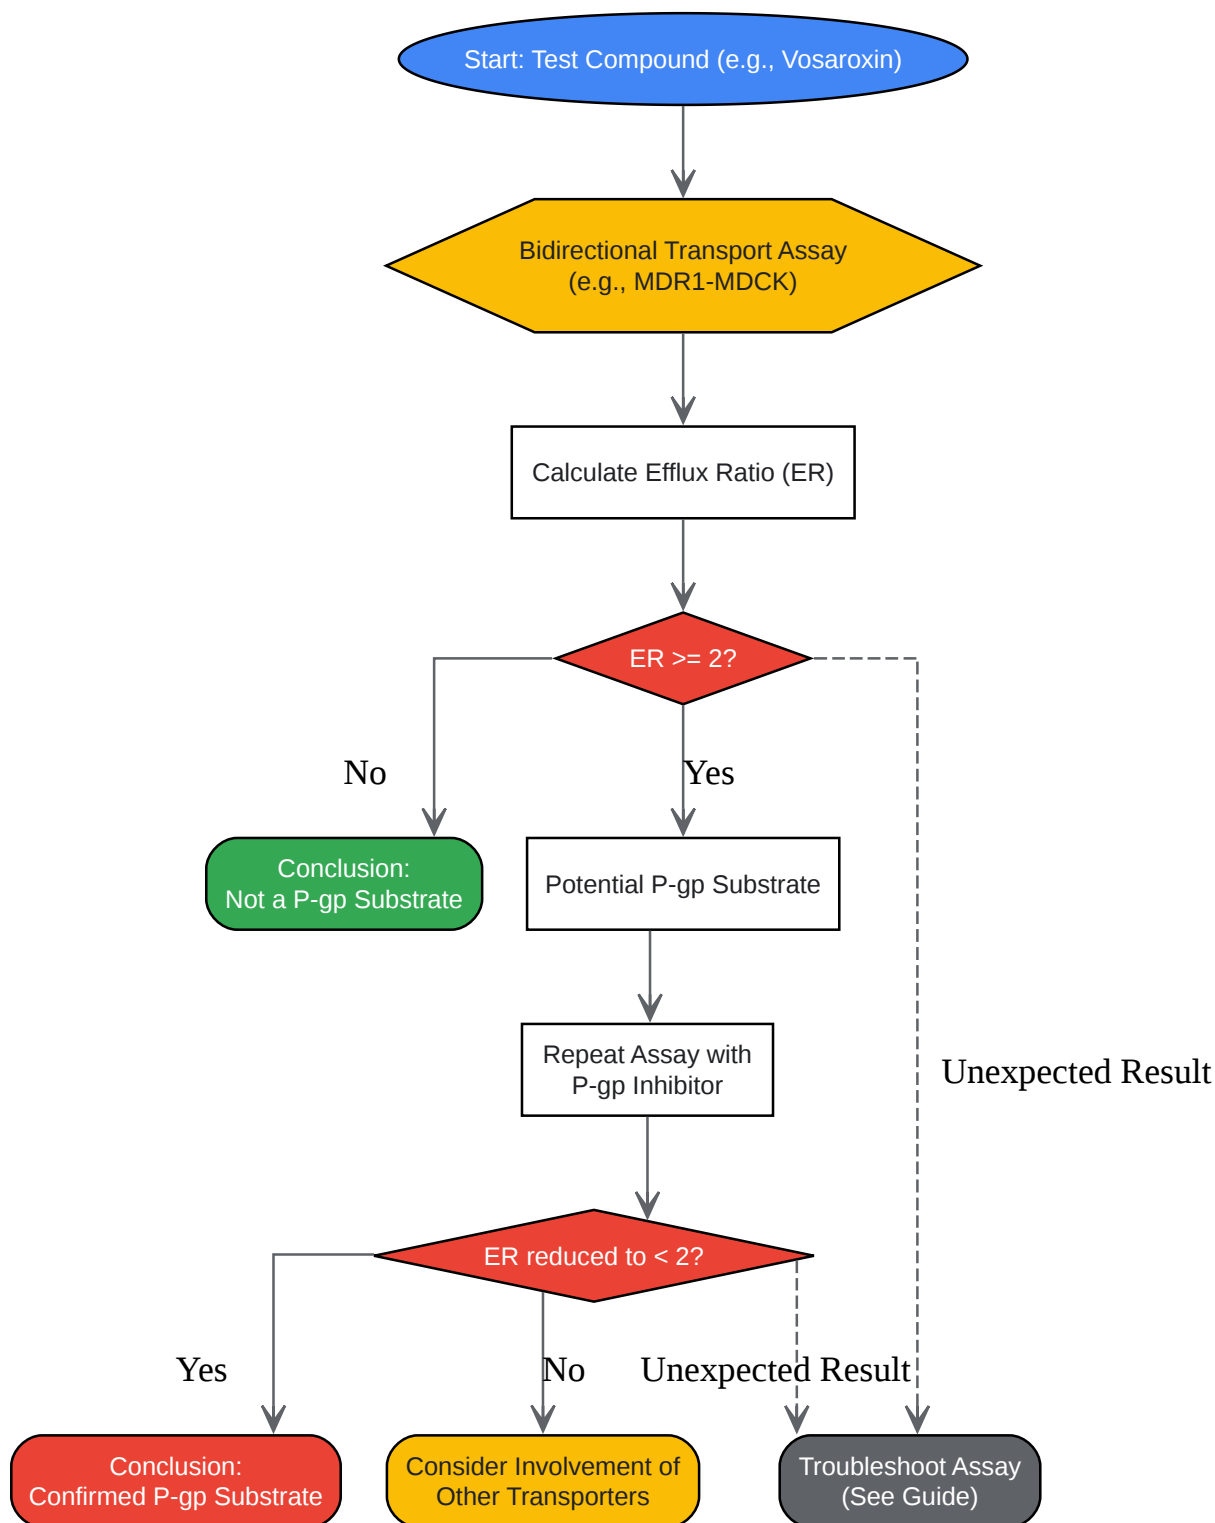 Start: Test Compound (e.g., Vosaroxin)
Bidirectional Transport Assay
(e.g., MDR1-MDCK)
Calculate Efflux Ratio (ER)
ER >= 2?
No
Yes
Conclusion:
Not a P-gp Substrate
Potential P-gp Substrate
Repeat Assay with
P-gp Inhibitor
Unexpected Result
ER reduced to < 2?
Yes
No
Unexpected Result
Conclusion:
Confirmed P-gp Substrate
Consider Involvement of
Other Transporters
Troubleshoot Assay
(See Guide)